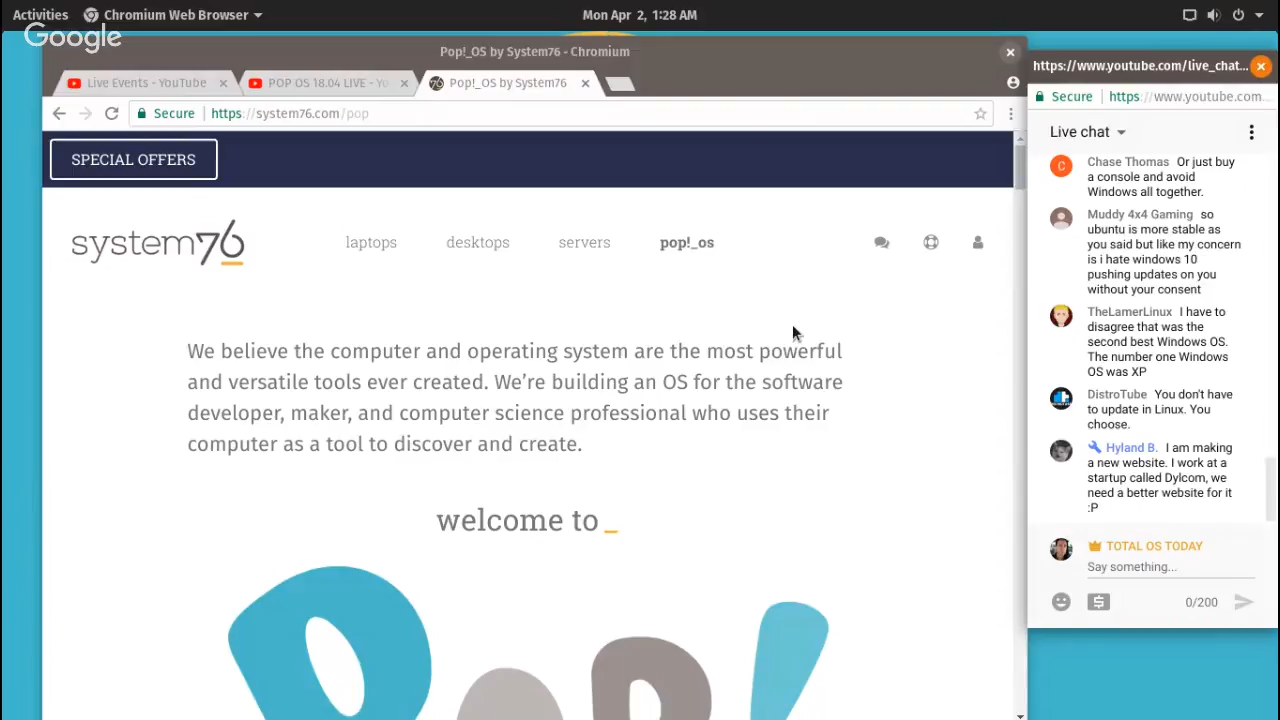 Activities Chromium Web Browser Mon Apr 2, 1:28 AM
Google
Pop!_OS by System76 - Chromium
Live Events - YouTube POP OS 18.04 LIVE - Yo Pop!_OS by System76
Secure https://system76.com/pop
SPECIAL OFFERS
system76 laptops desktops servers pop!_os
We believe the computer and operating system are the most powerful
and versatile tools ever created. We’re building an OS for the software
developer, maker, and computer science professional who uses their
computer as a tool to discover and create.
welcome to _
Pop!
https://www.youtube.com/live_chat...
Secure https://www.youtube.com...
Live chat
C Chase Thomas Or just buy
a console and avoid
Windows all together.
Muddy 4x4 Gaming so
ubuntu is more stable as
you said but like my concern
is i hate windows 10
pushing updates on you
without your consent
TheLamerLinux I have to
disagree that was the
second best Windows OS.
The number one Windows
OS was XP
DistroTube You don't have
to update in Linux. You
choose.
Hyland B. I am making
a new website. I work at a
startup called Dylcom, we
need a better website for it
:P
TOTAL OS TODAY
Say something...
0/200